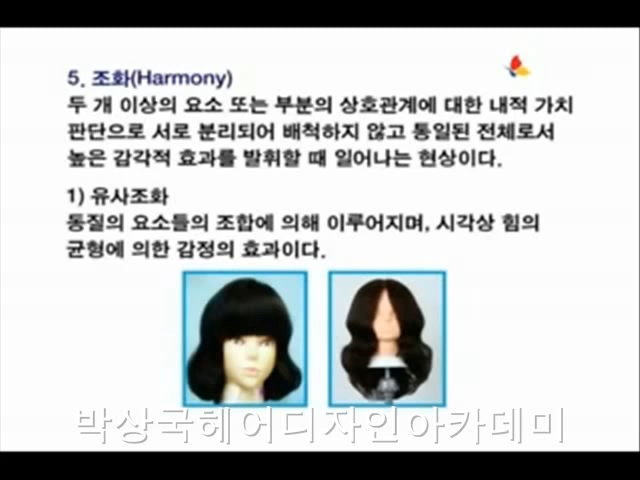 5. 조화(Harmony)
두 개 이상의 요소 또는 부분의 상호관계에 대한 내적 가치
판단으로 서로 분리되어 배척하지 않고 통일된 전체로서
높은 감각적 효과를 발휘할 때 일어나는 현상이다.
1) 유사조화
동질의 요소들의 조합에 의해 이루어지며, 시각상 힘의
균형에 의한 감정의 효과이다.
박상국헤어디자인아카데미